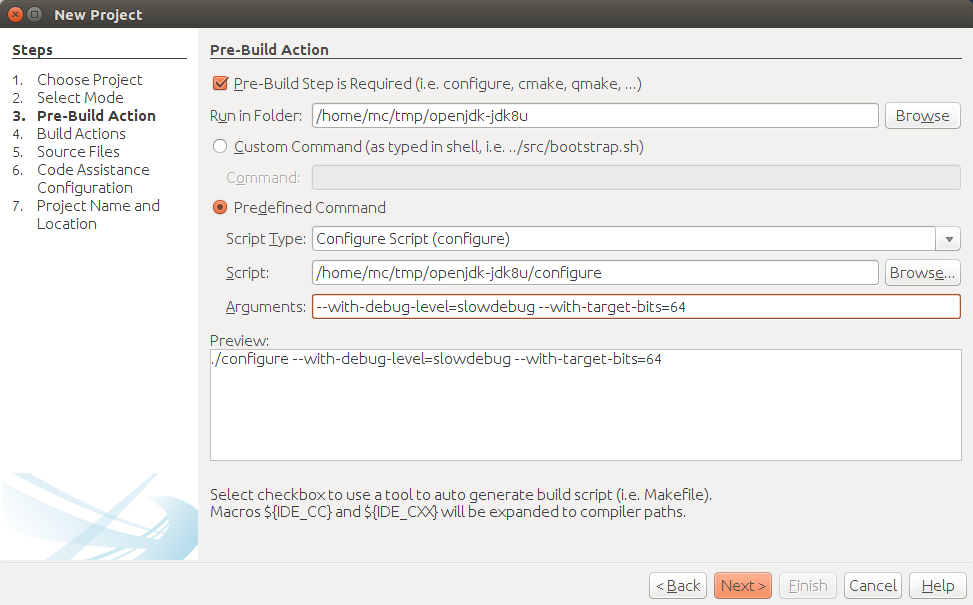 New Project
Steps
1. Choose Project
2. Select Mode
3. Pre-Build Action
4. Build Actions
5. Source Files
6. Code Assistance
Configuration
7. Project Name and
Location
Pre-Build Action
Pre-Build Step is Required (i.e. configure, cmake, qmake, ...)
Run in Folder: /home/mc/tmp/openjdk-jdk8u Browse
Custom Command (as typed in shell, i.e. ../src/bootstrap.sh)
Command:
Predefined Command
Script Type: Configure Script (configure)
Script: /home/mc/tmp/openjdk-jdk8u/configure Browse...
Arguments: --with-debug-level=slowdebug --with-target-bits=64
Preview:
./configure --with-debug-level=slowdebug --with-target-bits=64
Select checkbox to use a tool to auto generate build script (i.e. Makefile).
Macros ${IDE_CC} and ${IDE_CXX} will be expanded to compiler paths.
< Back Next > Finish Cancel Help